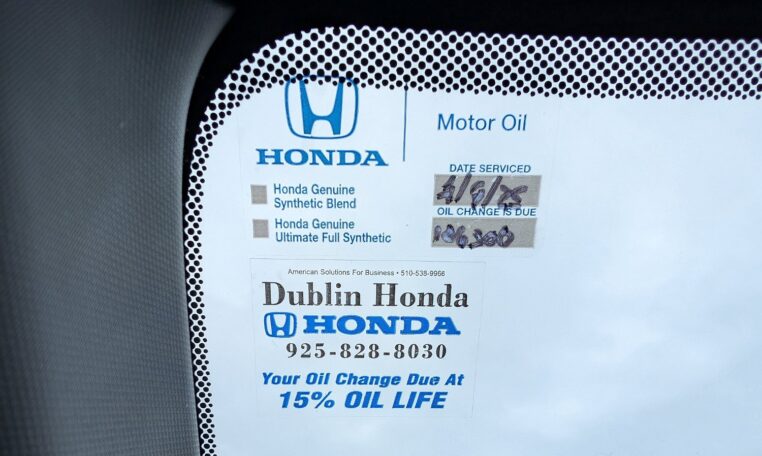 HONDA
Motor Oil
Honda Genuine
Synthetic Blend
Honda Genuine
Ultimate Full Synthetic
DATE SERVICED
OIL CHANGE IS DUE
American Solutions For Business • 510-538-9966
Dublin Honda
HONDA
925-828-8030
Your Oil Change Due At
15% OIL LIFE